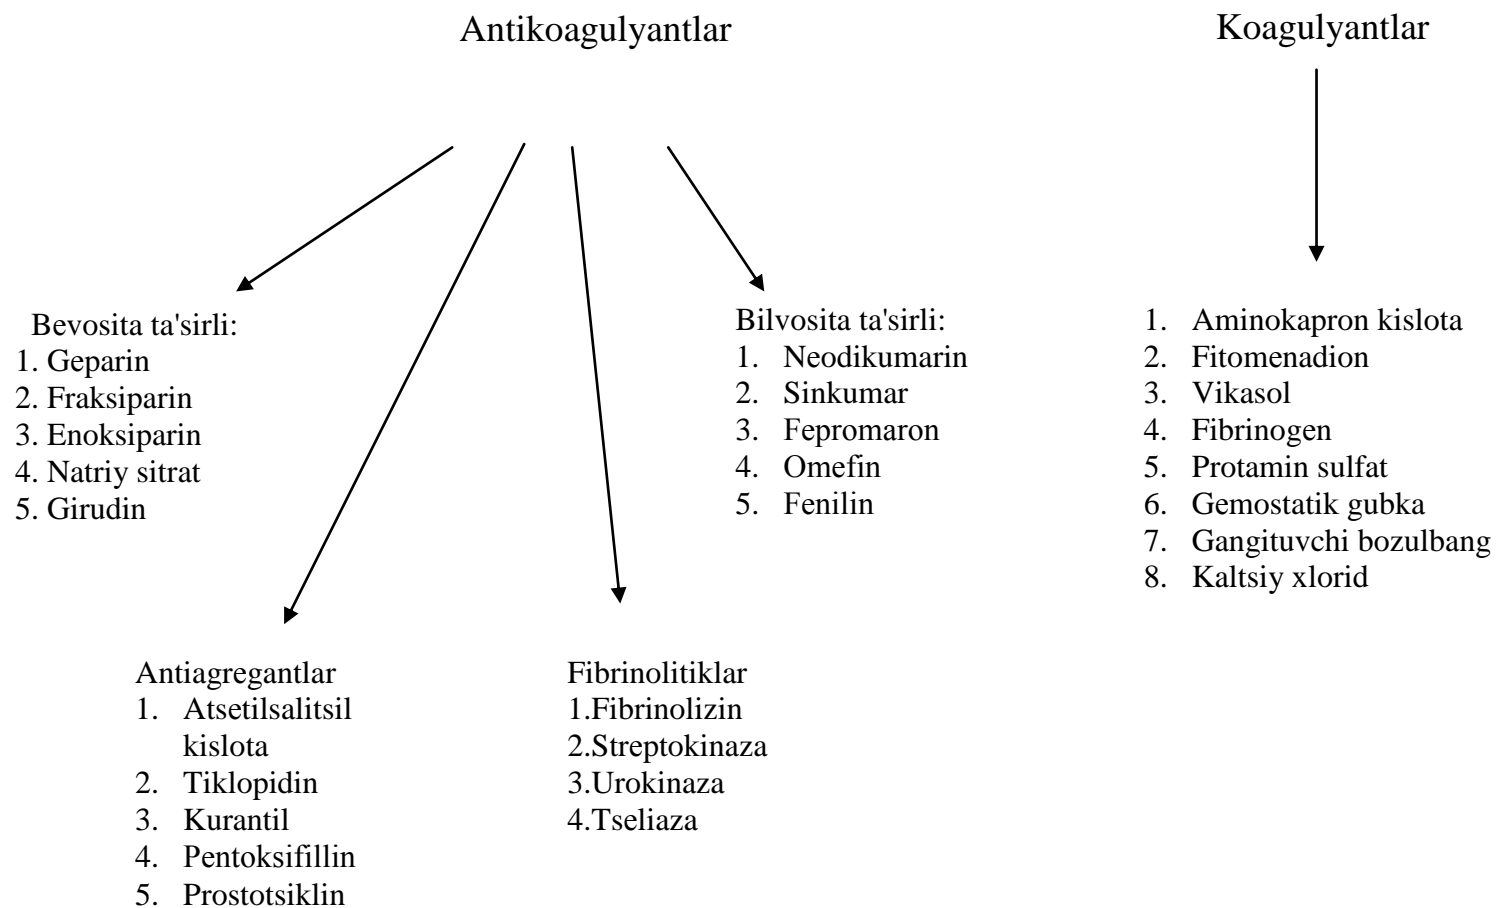 Antikoagulyantlar
Koagulyantlar
Bevosita ta'sirli:
1. Geparin
2. Fraksiparin
3. Enoksiparin
4. Natriy sitrat
5. Girudin
Bilvosita ta'sirli:
1. Neodikumarin
2. Sinkumar
3. Fepromaron
4. Omefin
5. Fenilin
1. Aminokapron kislota
2. Fitomenadion
3. Vikasol
4. Fibrinogen
5. Protamin sulfat
6. Gemostatik gubka
7. Gangituvchi bozulbang
8. Kaltsiy xlorid
Antiagregantlar
1. Atsetilsalitsil
kislota
2. Tiklopidin
3. Kurantil
4. Pentoksifillin
5. Prostotsiklin
Fibrinolitiklar
1.Fibrinolizin
2.Streptokinaza
3.Urokinaza
4.Tseliaza